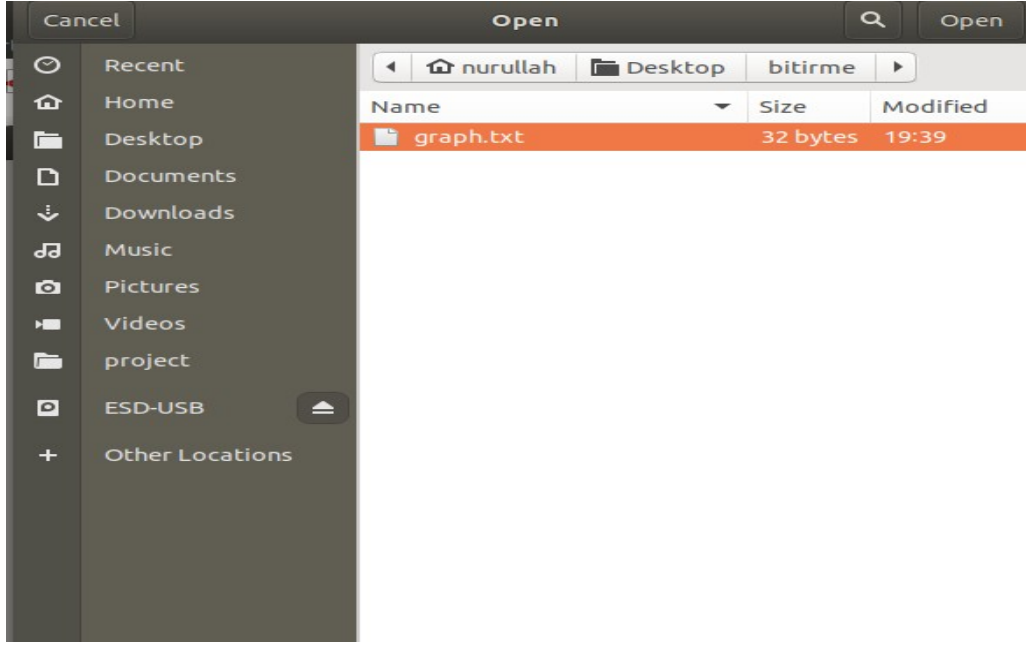 Cancel Open Open
Recent
Home
Desktop
Documents
Downloads
Music
Pictures
Videos
project
ESD-USB
Other Locations
nurullah Desktop bitirme
Name Size Modified
graph.txt 32 bytes 19:39